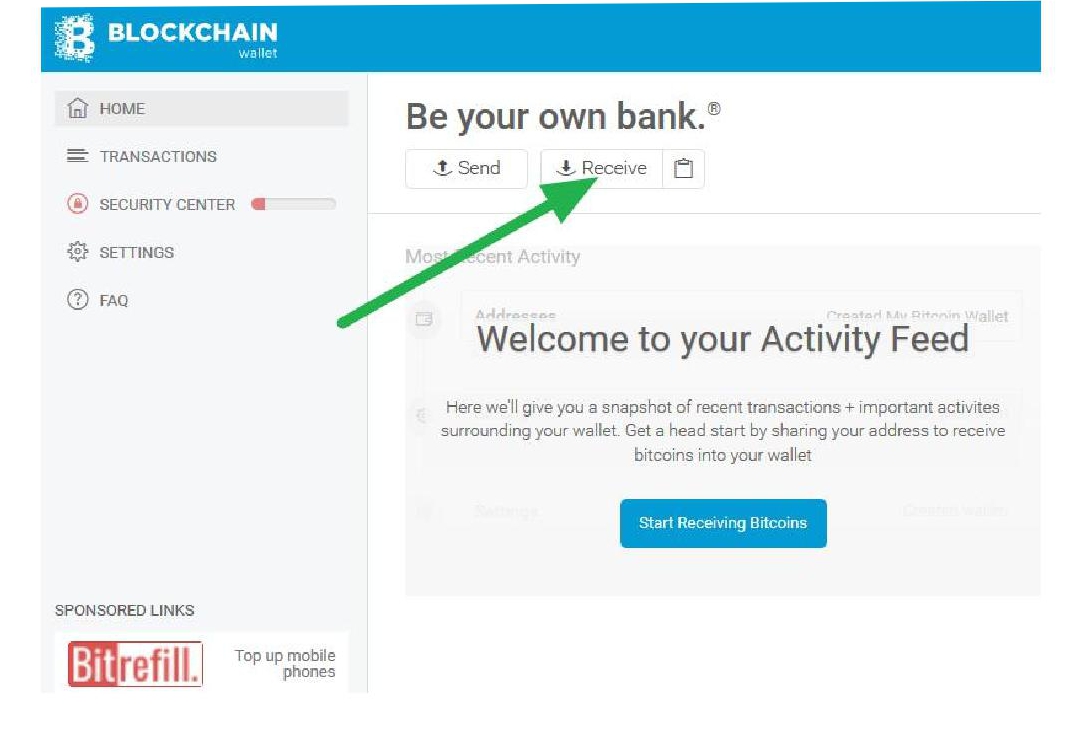 BLOCKCHAIN
wallet
HOME
TRANSACTIONS
SECURITY CENTER
SETTINGS
FAQ
SPONSORED LINKS
Bitrefill.
Top up mobile
phones
Be your own bank.®
Send
Receive
Most Recent Activity
Addresses
Created My Bitcoin Wallet
Welcome to your Activity Feed
Here we'll give you a snapshot of recent transactions + important activites
surrounding your wallet. Get a head start by sharing your address to receive
bitcoins into your wallet
Settings
Created wallet
Start Receiving Bitcoins